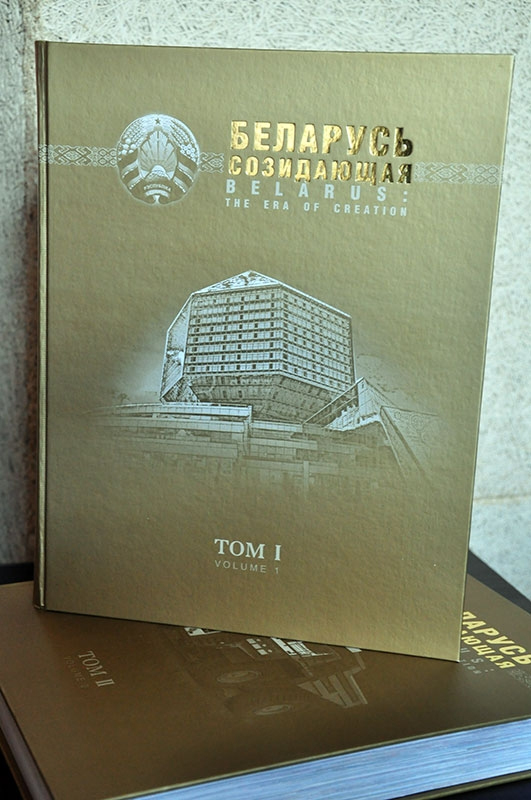 БЕЛАРУСЬ
СОЗИДАЮЩАЯ
BELARUS:
THE ERA OF CREATION
ТОМ I
VOLUME 1
ТОМ II